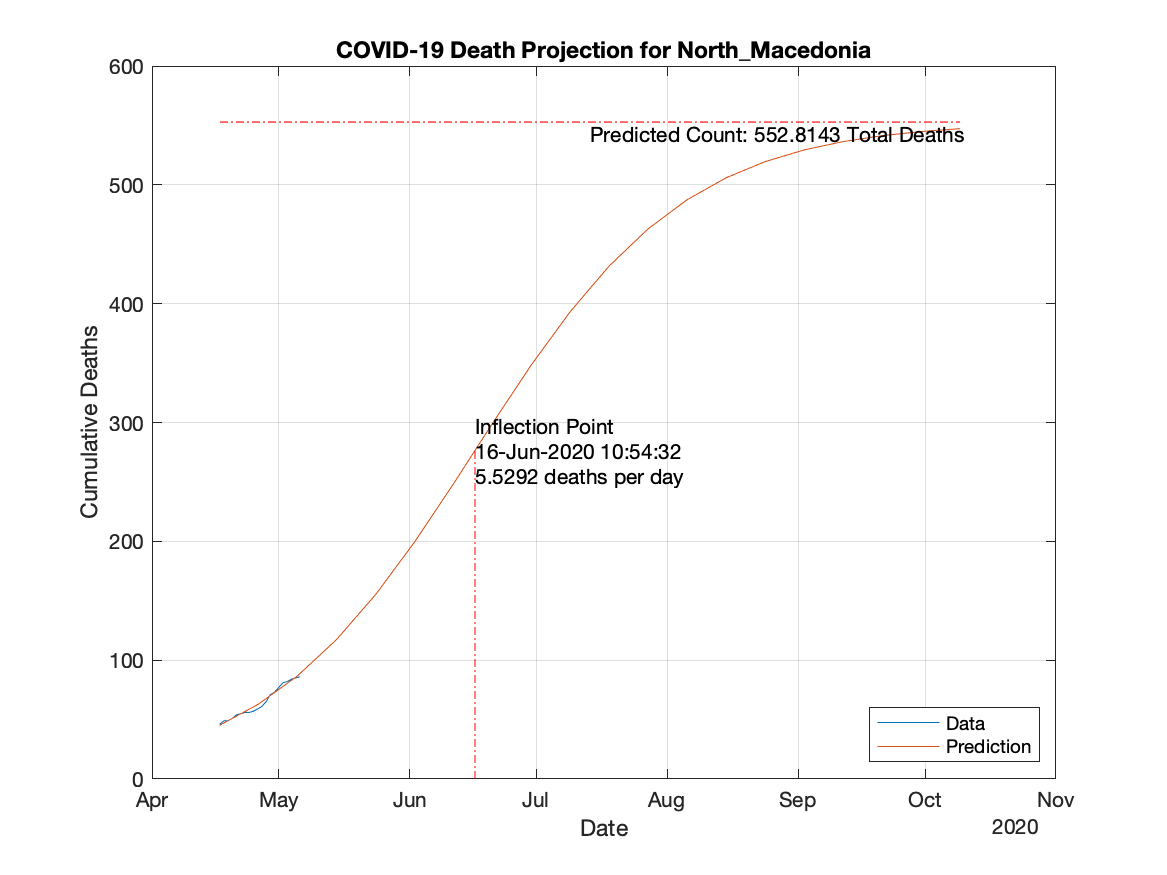 COVID-19 Death Projection for North_Macedonia
600
500
400
300
200
100
0
Cumulative Deaths
Predicted Count: 552.8143 Total Deaths
Inflection Point
16-Jun-2020 10:54:32
5.5292 deaths per day
Data
Prediction
Apr May Jun Jul Aug Sep Oct Nov
Date
2020